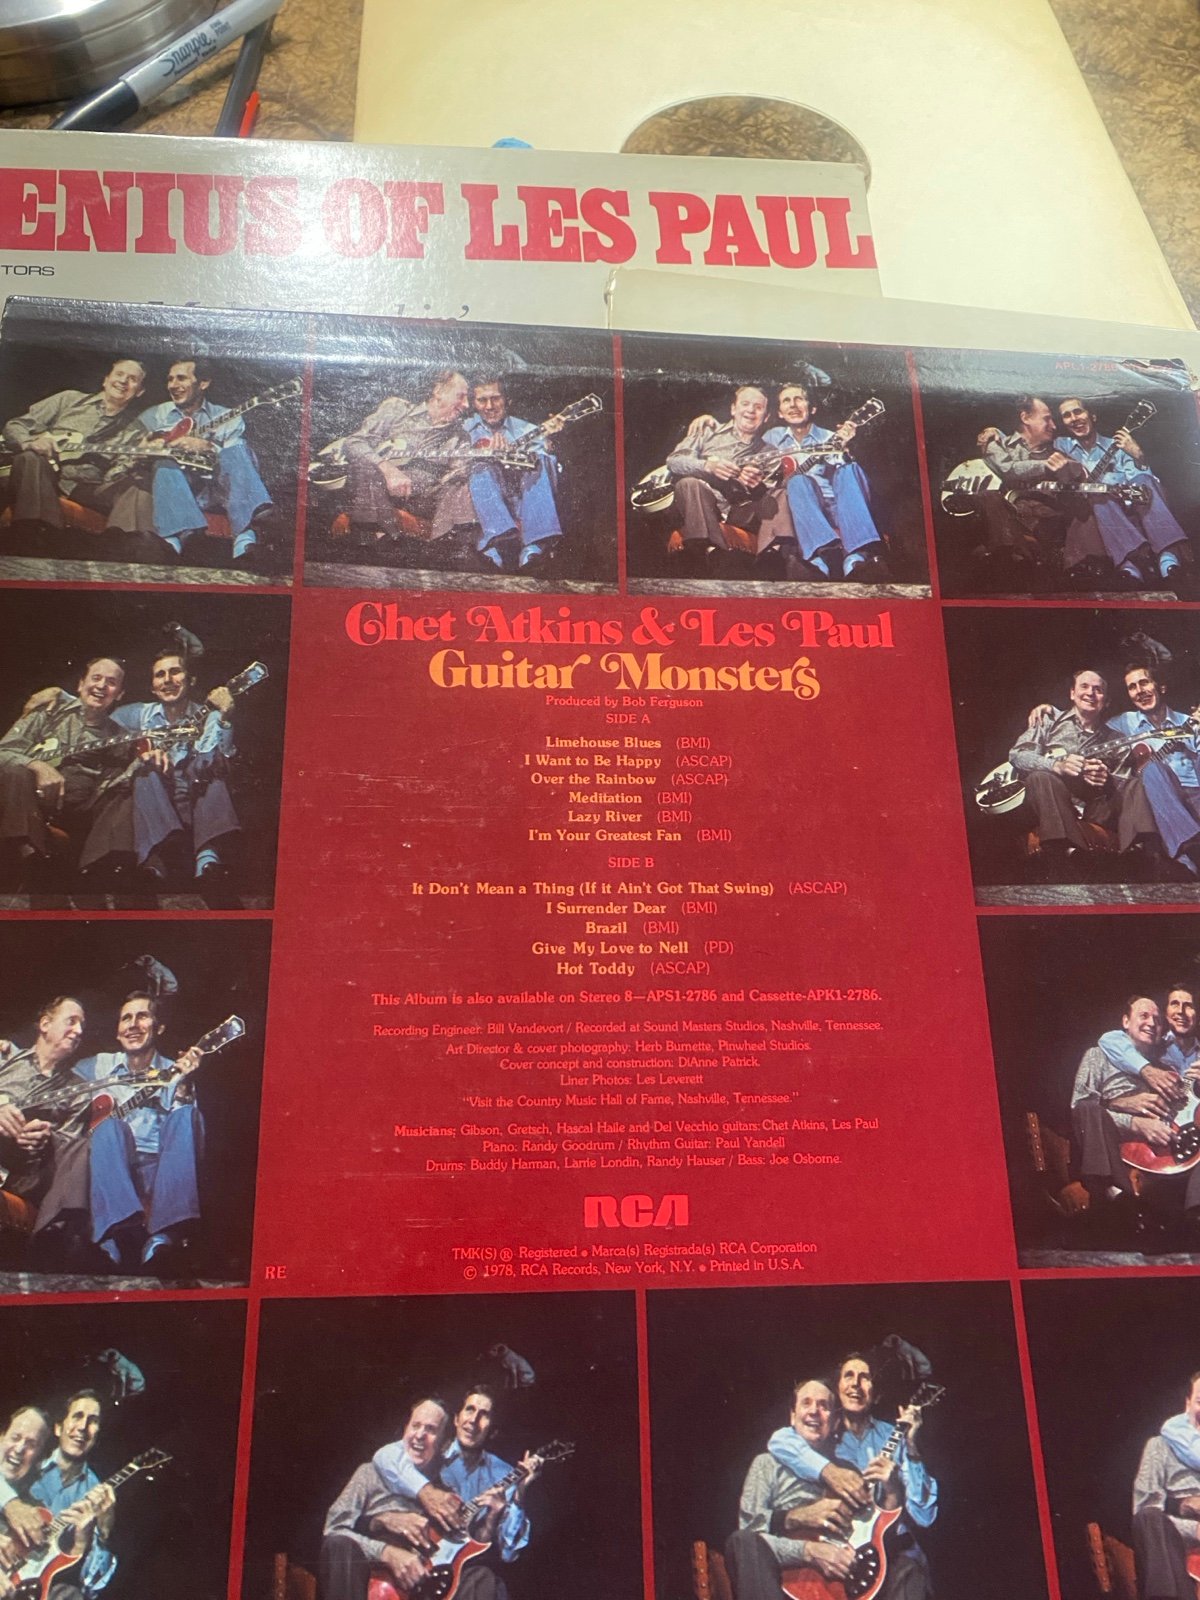 Sharpie
ENIUS OF LES PAUL
TORS
Chet Atkins & Les Paul
Guitar Monsters
Produced by Bob Ferguson
SIDE A
Limehouse Blues (BMI)
I Want to Be Happy (ASCAP)
Over the Rainbow (ASCAP)
Meditation (BMI)
Lazy River (BMI)
I'm Your Greatest Fan (BMI)
SIDE B
It Don't Mean a Thing (If it Ain't Got That Swing) (ASCAP)
I Surrender Dear (BMI)
Brazil (BMI)
Give My Love to Nell (PD)
Hot Toddy (ASCAP)
This Album is also available on Stereo 8—APS1-2786 and Cassette-APK1-2786.
Recording Engineer: Bill Vandevort / Recorded at Sound Masters Studios, Nashville, Tennessee.
Art Director & cover photography: Herb Burnette, Pinwheel Studios.
Cover concept and construction: DiAnne Patrick.
Liner Photos: Les Leverett
"Visit the Country Music Hall of Fame, Nashville, Tennessee."
Musicians: Gibson, Gretsch, Hascal Haile and Del Vecchio guitars: Chet Atkins, Les Paul
Piano: Randy Goodrum / Rhythm Guitar: Paul Yandell
Drums: Buddy Harman, Larrie Londin, Randy Hauser / Bass: Joe Osborne.
RCA
TMK(S) ® Registered • Marca(s) Registrada(s) RCA Corporation
© 1978, RCA Records, New York, N.Y. • Printed in U.S.A.
RE